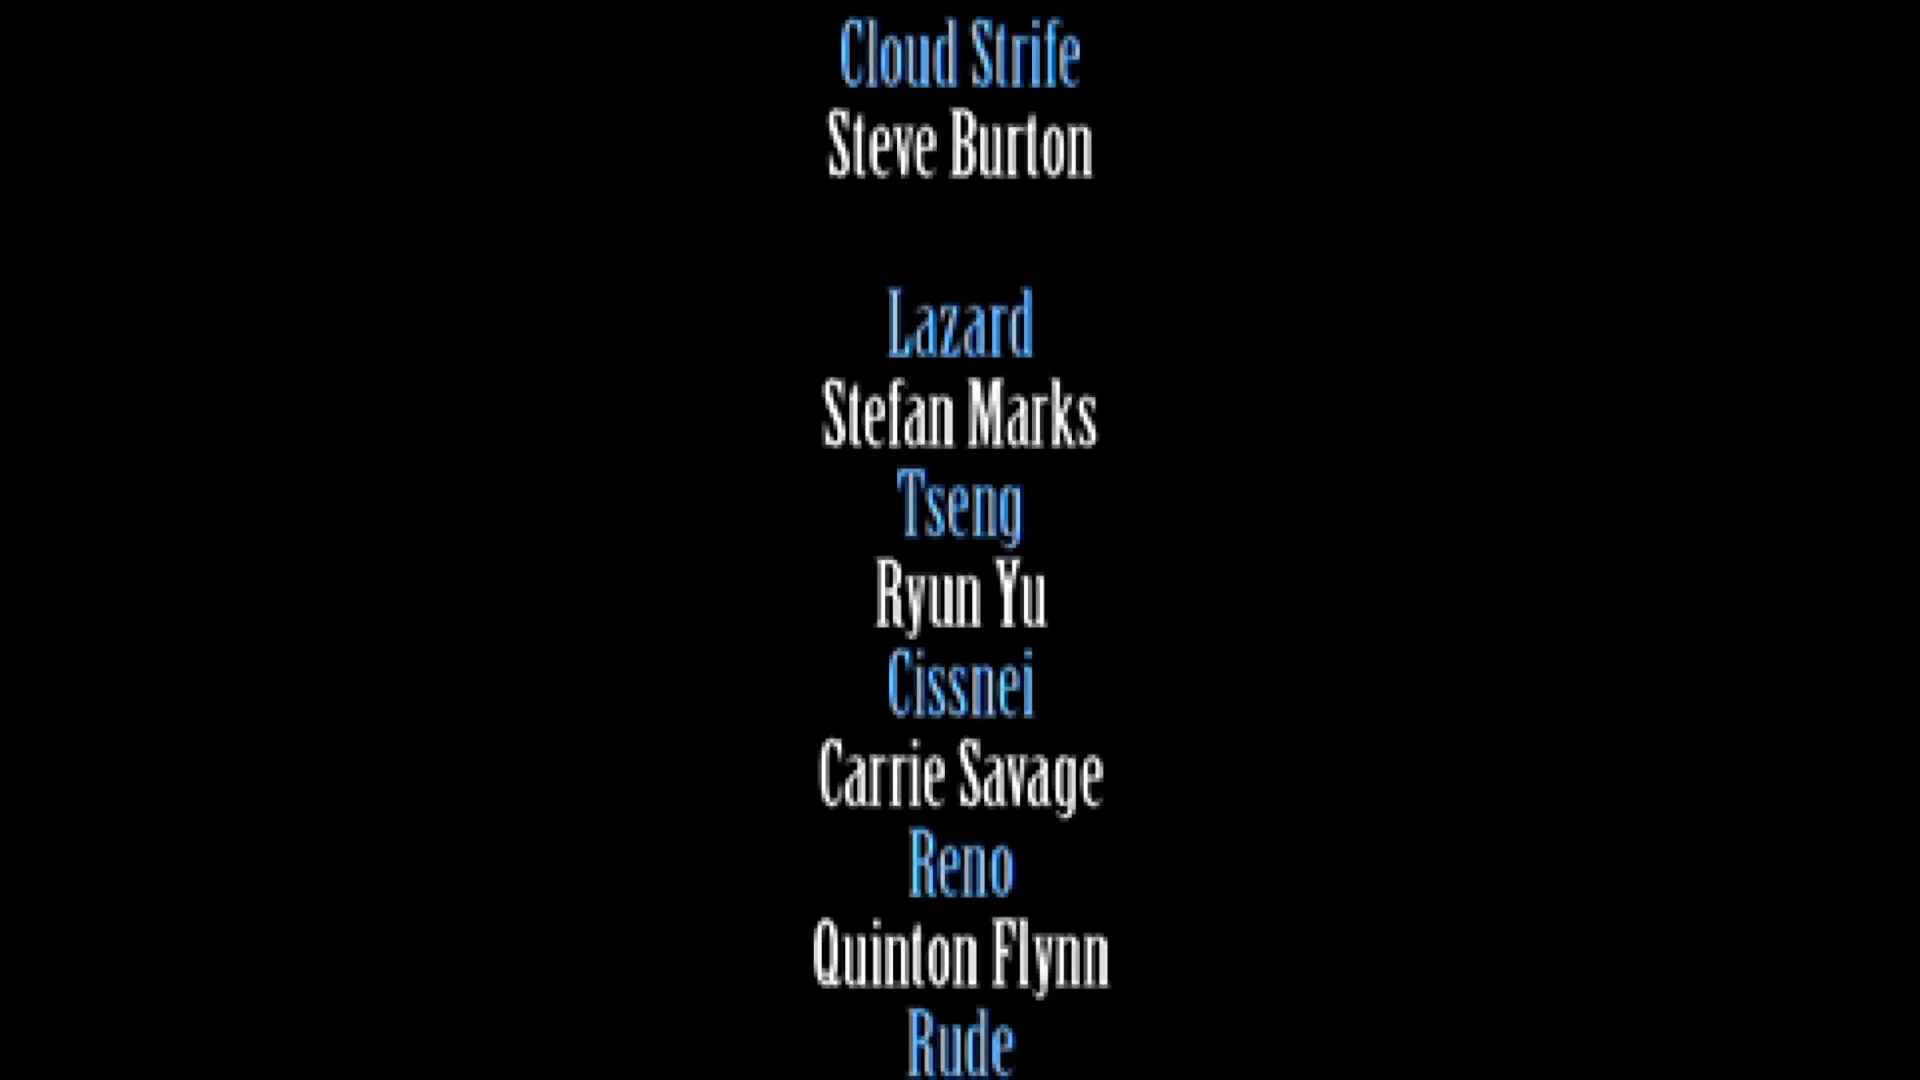 Cloud Strife
Steve Burton
Lazard
Stefan Marks
Tseng
Ryun Yu
Cissnei
Carrie Savage
Reno
Quinton Flynn
Rude